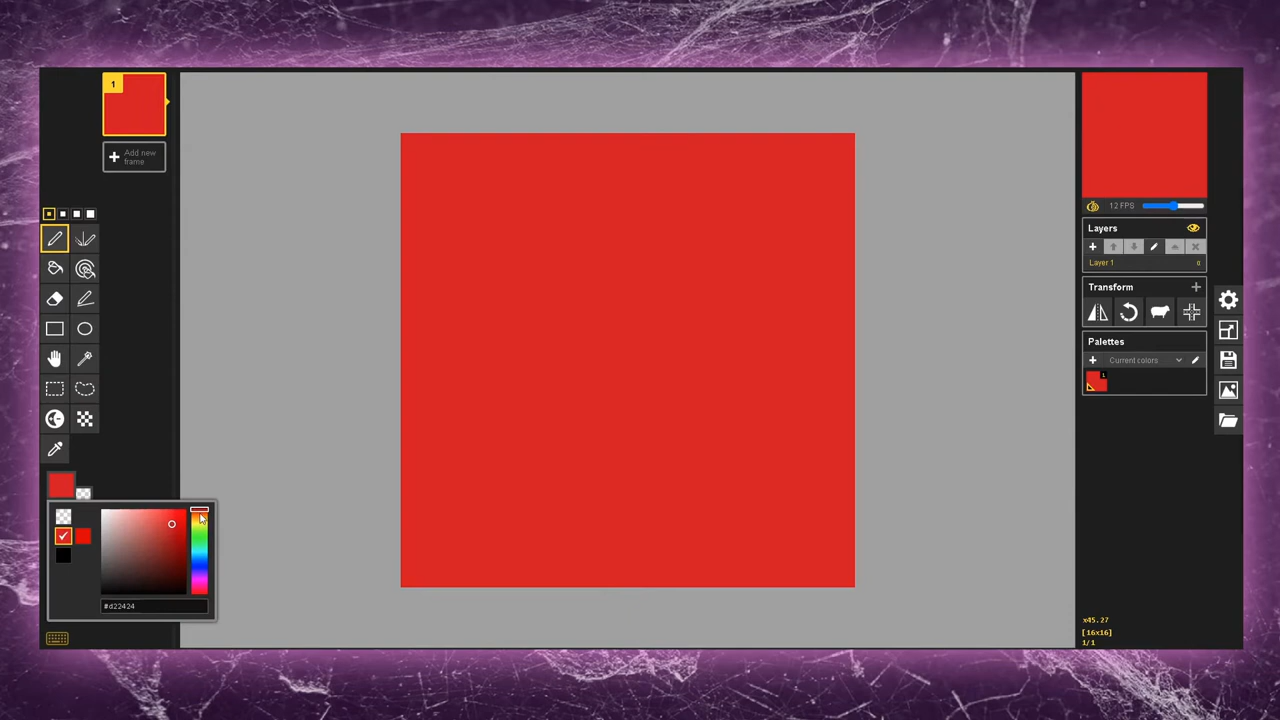 1
Add new
frame
12 FPS
Layers
Layer 1
α
Transform
Palettes
Current colors
1
#d22424
x45.27
[16x16]
1/1